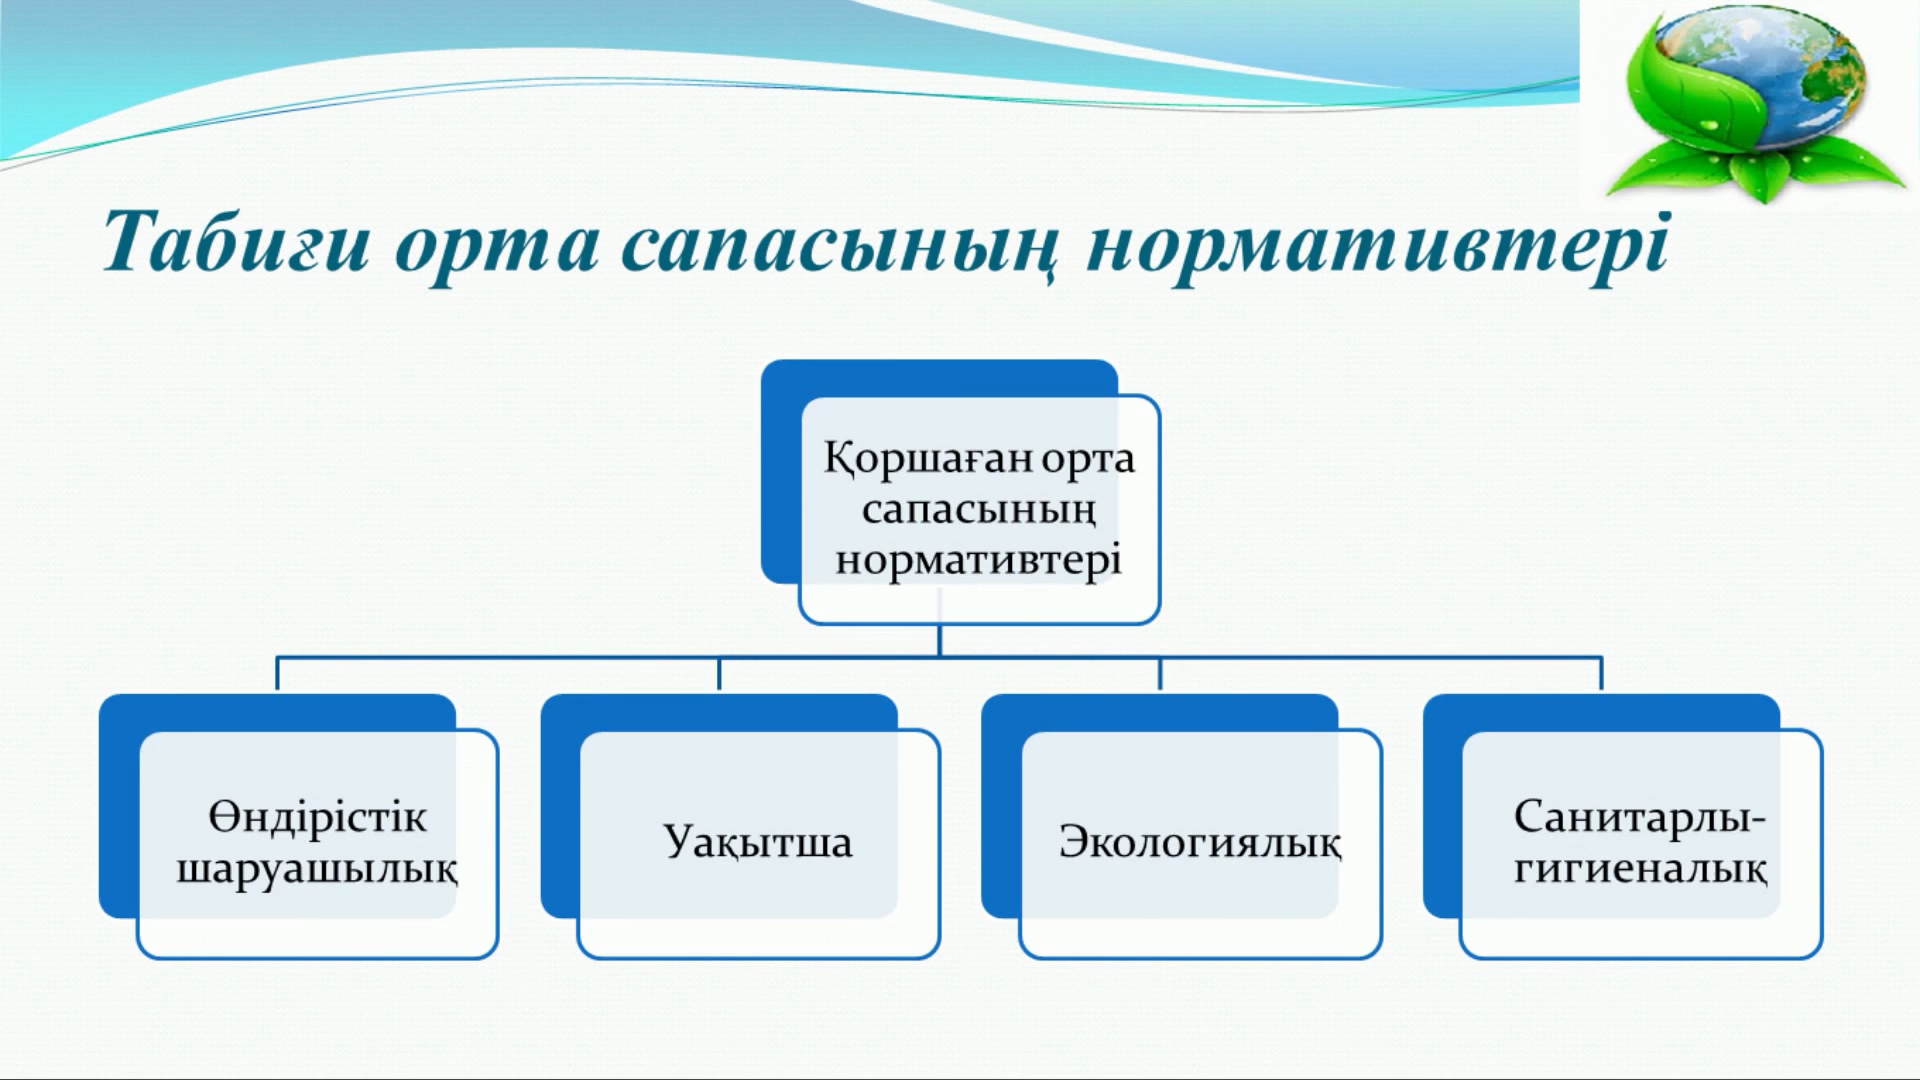 Табиғи орта сапасының нормативтері
Қоршаған орта
сапасының
нормативтері
Өндірістік
шаруашылық
Уақытша
Экологиялық
Санитарлы-
гигиеналық